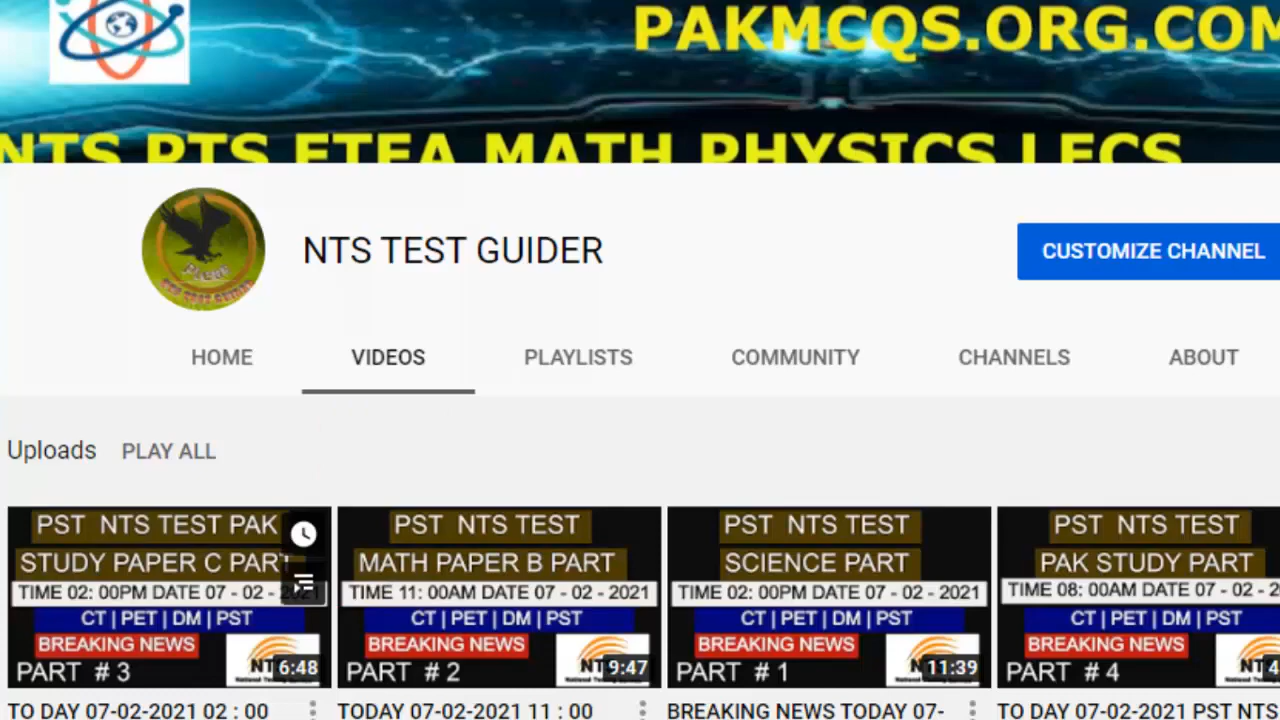 PAKMCQS.ORG.COM
NTS PTS ETEA MATH PHYSICS LECS
NTS TEST GUIDER
CUSTOMIZE CHANNEL
HOME VIDEOS PLAYLISTS COMMUNITY CHANNELS ABOUT
Uploads PLAY ALL
PST NTS TEST PAK
STUDY PAPER C PART
TIME 02: 00PM DATE 07 - 02 - 2021
CT | PET | DM | PST
BREAKING NEWS
PART # 3
6:48
TO DAY 07-02-2021 02 : 00
PST NTS TEST
MATH PAPER B PART
TIME 11: 00AM DATE 07 - 02 - 2021
CT | PET | DM | PST
BREAKING NEWS
PART # 2
9:47
TODAY 07-02-2021 11 : 00
PST NTS TEST
SCIENCE PART
TIME 02: 00PM DATE 07 - 02 - 2021
CT | PET | DM | PST
BREAKING NEWS
PART # 1
11:39
BREAKING NEWS TODAY 07-
PST NTS TEST
PAK STUDY PART
TIME 08: 00AM DATE 07 - 02 - 2
CT | PET | DM | PST
BREAKING NEWS
PART # 4
TO DAY 07-02-2021 PST NTS